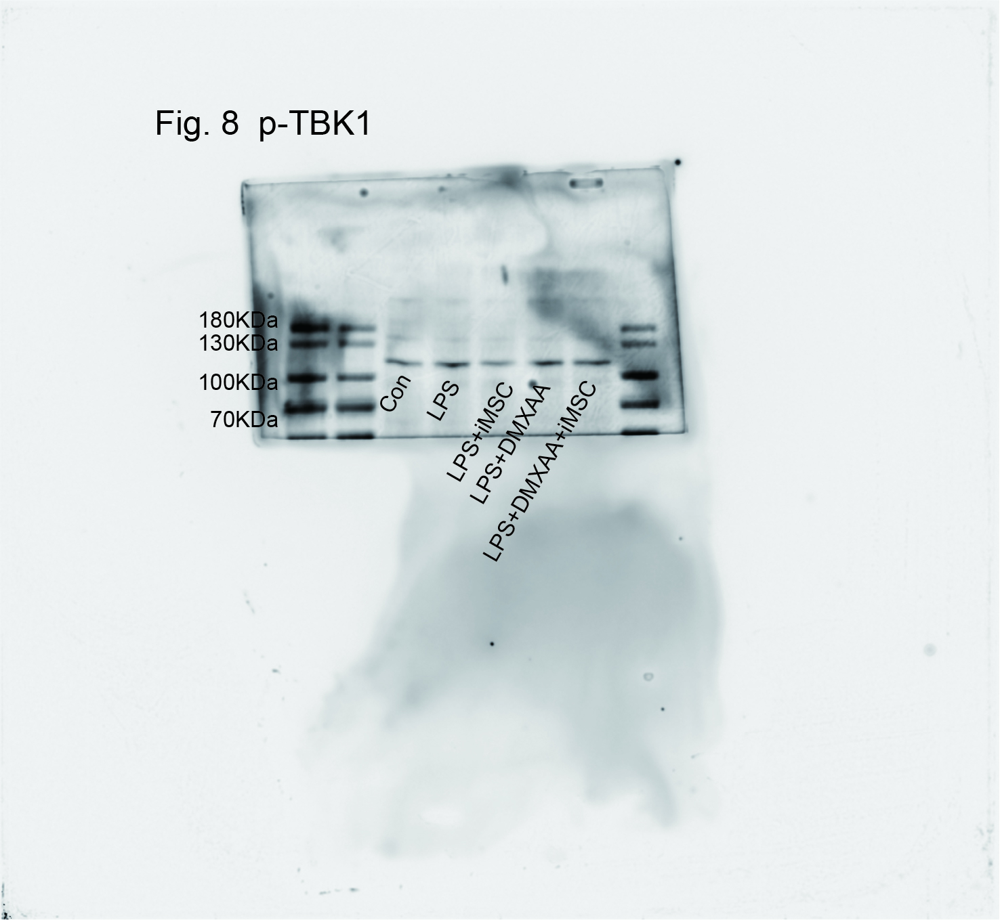 Fig. 8 p-TBK1
180KDa
130KDa
100KDa
70KDa
Con
LPS
LPS+iMSC
LPS+DMXAA
LPS+DMXAA+iMSC